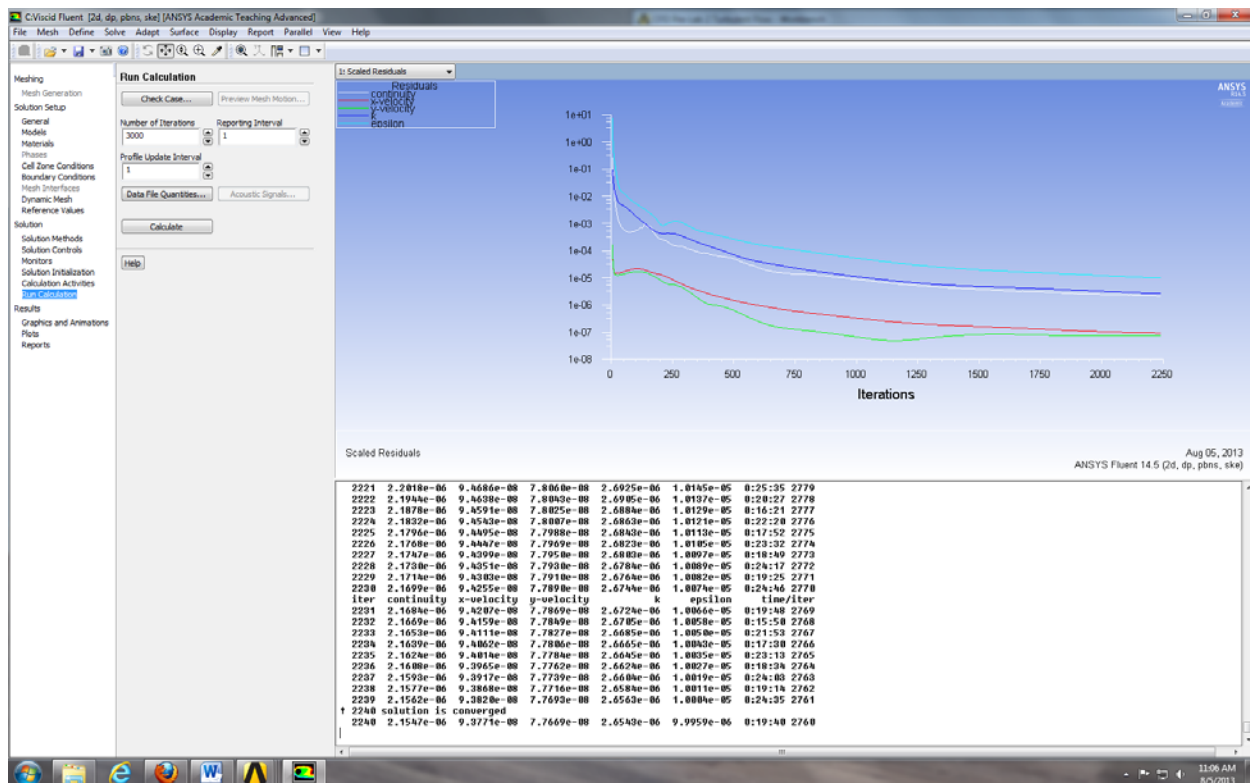 C:Viscid Fluent [2d, dp, pbns, ske] [ANSYS Academic Teaching Advanced]
File Mesh Define Solve Adapt Surface Display Report Parallel View Help
Meshing
Mesh Generation
Solution Setup
General
Models
Materials
Phases
Cell Zone Conditions
Boundary Conditions
Mesh Interfaces
Dynamic Mesh
Reference Values
Solution
Solution Methods
Solution Controls
Monitors
Solution Initialization
Calculation Activities
Run Calculation
Results
Graphics and Animations
Plots
Reports
Run Calculation
Check Case... Preview Mesh Motion...
Number of Iterations Reporting Interval
3000 1
Profile Update Interval
1
Data File Quantities... Acoustic Signals...
Calculate
Help
1: Scaled Residuals
Residuals
continuity
x-velocity
y-velocity
k
epsilon
ANSYS
1e+01
1e+00
1e-01
1e-02
1e-03
1e-04
1e-05
1e-06
1e-07
1e-08
0 250 500 750 1000 1250 1500 1750 2000 2250
Iterations
Scaled Residuals
Aug 05, 2013
ANSYS Fluent 14.5 (2d, dp, pbns, ske)
2221 2.2018e-06 9.4686e-08 7.8060e-08 2.6925e-06 1.0145e-05 0:25:35 2779
2222 2.1944e-06 9.4638e-08 7.8043e-08 2.6905e-06 1.0137e-05 0:20:27 2778
2223 2.1878e-06 9.4591e-08 7.8025e-08 2.6884e-06 1.0129e-05 0:16:21 2777
2224 2.1832e-06 9.4543e-08 7.8007e-08 2.6863e-06 1.0121e-05 0:22:20 2776
2225 2.1796e-06 9.4495e-08 7.7988e-08 2.6843e-06 1.0113e-05 0:17:52 2775
2226 2.1768e-06 9.4447e-08 7.7969e-08 2.6823e-06 1.0105e-05 0:23:32 2774
2227 2.1747e-06 9.4399e-08 7.7950e-08 2.6803e-06 1.0097e-05 0:18:49 2773
2228 2.1730e-06 9.4351e-08 7.7930e-08 2.6784e-06 1.0089e-05 0:24:17 2772
2229 2.1714e-06 9.4303e-08 7.7910e-08 2.6764e-06 1.0082e-05 0:19:25 2771
2230 2.1699e-06 9.4255e-08 7.7890e-08 2.6744e-06 1.0074e-05 0:24:46 2770
iter continuity x-velocity y-velocity k epsilon time/iter
2231 2.1684e-06 9.4207e-08 7.7869e-08 2.6724e-06 1.0066e-05 0:19:48 2769
2232 2.1669e-06 9.4159e-08 7.7849e-08 2.6705e-06 1.0058e-05 0:15:50 2768
2233 2.1653e-06 9.4111e-08 7.7827e-08 2.6685e-06 1.0050e-05 0:21:53 2767
2234 2.1639e-06 9.4062e-08 7.7806e-08 2.6665e-06 1.0043e-05 0:17:30 2766
2235 2.1624e-06 9.4014e-08 7.7784e-08 2.6645e-06 1.0035e-05 0:23:13 2765
2236 2.1608e-06 9.3965e-08 7.7762e-08 2.6624e-06 1.0027e-05 0:18:34 2764
2237 2.1593e-06 9.3917e-08 7.7739e-08 2.6604e-06 1.0019e-05 0:24:03 2763
2238 2.1577e-06 9.3868e-08 7.7716e-08 2.6584e-06 1.0011e-05 0:19:14 2762
2239 2.1562e-06 9.3820e-08 7.7693e-08 2.6563e-06 1.0004e-05 0:24:35 2761
! 2240 solution is converged
2240 2.1547e-06 9.3771e-08 7.7669e-08 2.6543e-06 9.9959e-06 0:19:40 2760
11:06 AM
8/5/2013